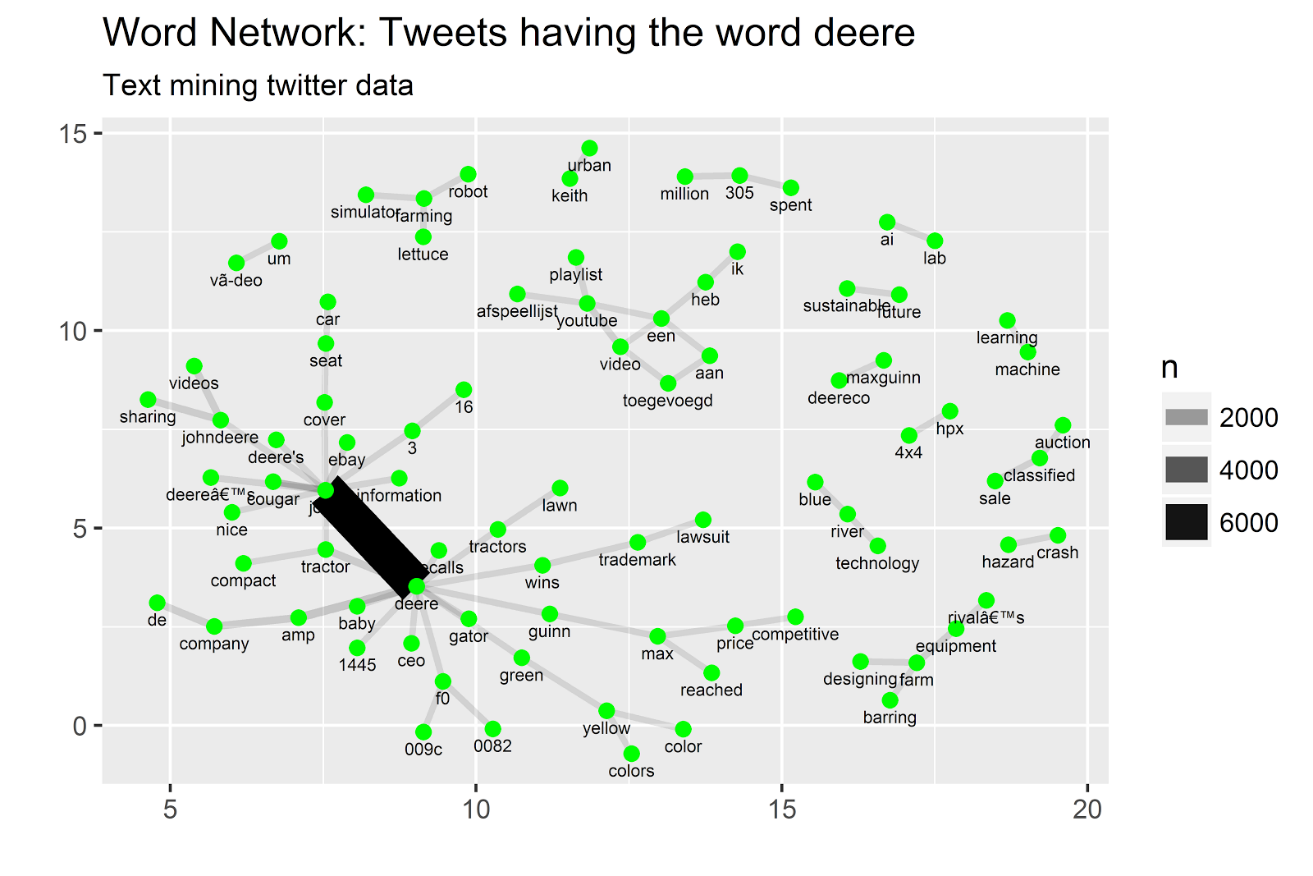 Word Network: Tweets having the word deere
Text mining twitter data
15
10
5
0
5
10
15
20
n
2000
4000
6000
urban
keith
million
305
spent
robot
simulator
farming
lettuce
ai
lab
um
vã-deo
playlist
ik
heb
afspeellijst
youtube
een
video
aan
toegevoegd
sustainable
future
learning
machine
car
seat
cover
videos
sharing
johndeere
deere's
ebay
16
3
maxguinn
deereco
hpx
4x4
auction
classified
sale
deereâ€™s
cougar
information
nice
lawn
tractors
blue
river
technology
lawsuit
trademark
wins
hazard
crash
compact
tractor
deere
de
company
amp
baby
1445
ceo
gator
guinn
green
max
price
competitive
reached
rivalâ€™s
equipment
designing
farm
barring
f0
009c
0082
yellow
color
colors